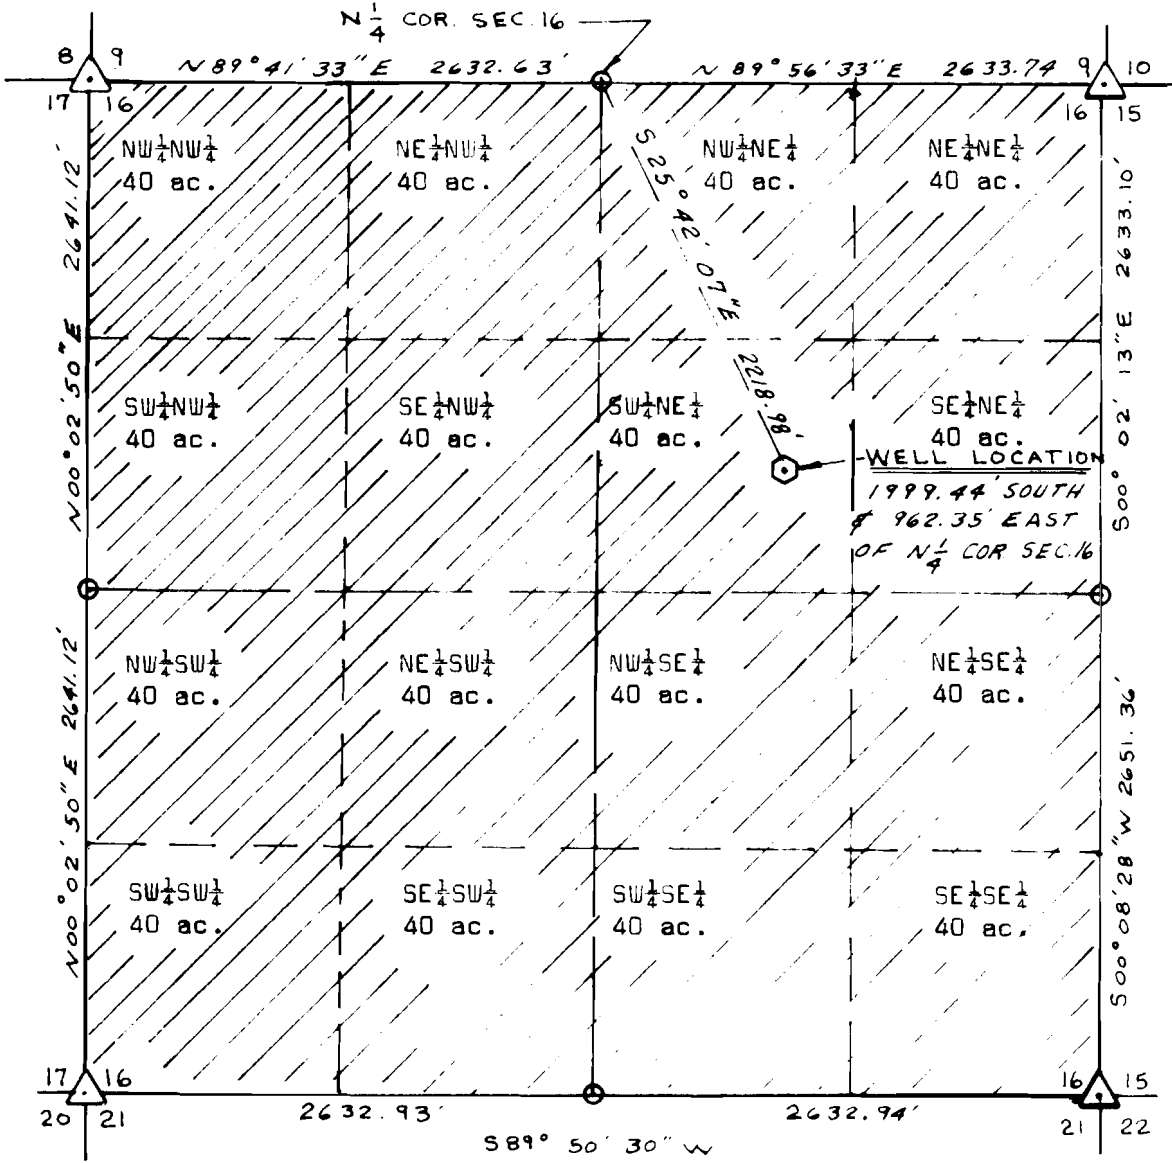 N 1/4 COR. SEC. 16
8 9
N 89° 41' 33" E 2632.63'
N 89° 56' 33" E 2633.74
9 10
17 16
16 15
NW¼NW¼
40 ac.
NE¼NW¼
40 ac.
NW¼NE¼
40 ac.
NE¼NE¼
40 ac.
N00° 02' 50" E 2641.12'
S 25° 42' 07" E 2218.98'
S00° 02' 13" E 2633.10'
SW¼NW¼
40 ac.
SE¼NW¼
40 ac.
SW¼NE¼
40 ac.
SE¼NE¼
40 ac.
WELL LOCATION
1999.44' SOUTH
& 962.35' EAST
OF N ¼ COR SEC.16
NW¼SW¼
40 ac.
NE¼SW¼
40 ac.
NW¼SE¼
40 ac.
NE¼SE¼
40 ac.
N00° 02' 50" E 2641.12'
S00° 08' 28" W 2651.36'
SW¼SW¼
40 ac.
SE¼SW¼
40 ac.
SW¼SE¼
40 ac.
SE¼SE¼
40 ac.
17 16
16 15
20 21
2632.93'
2632.94'
21 22
S89° 50' 30" W